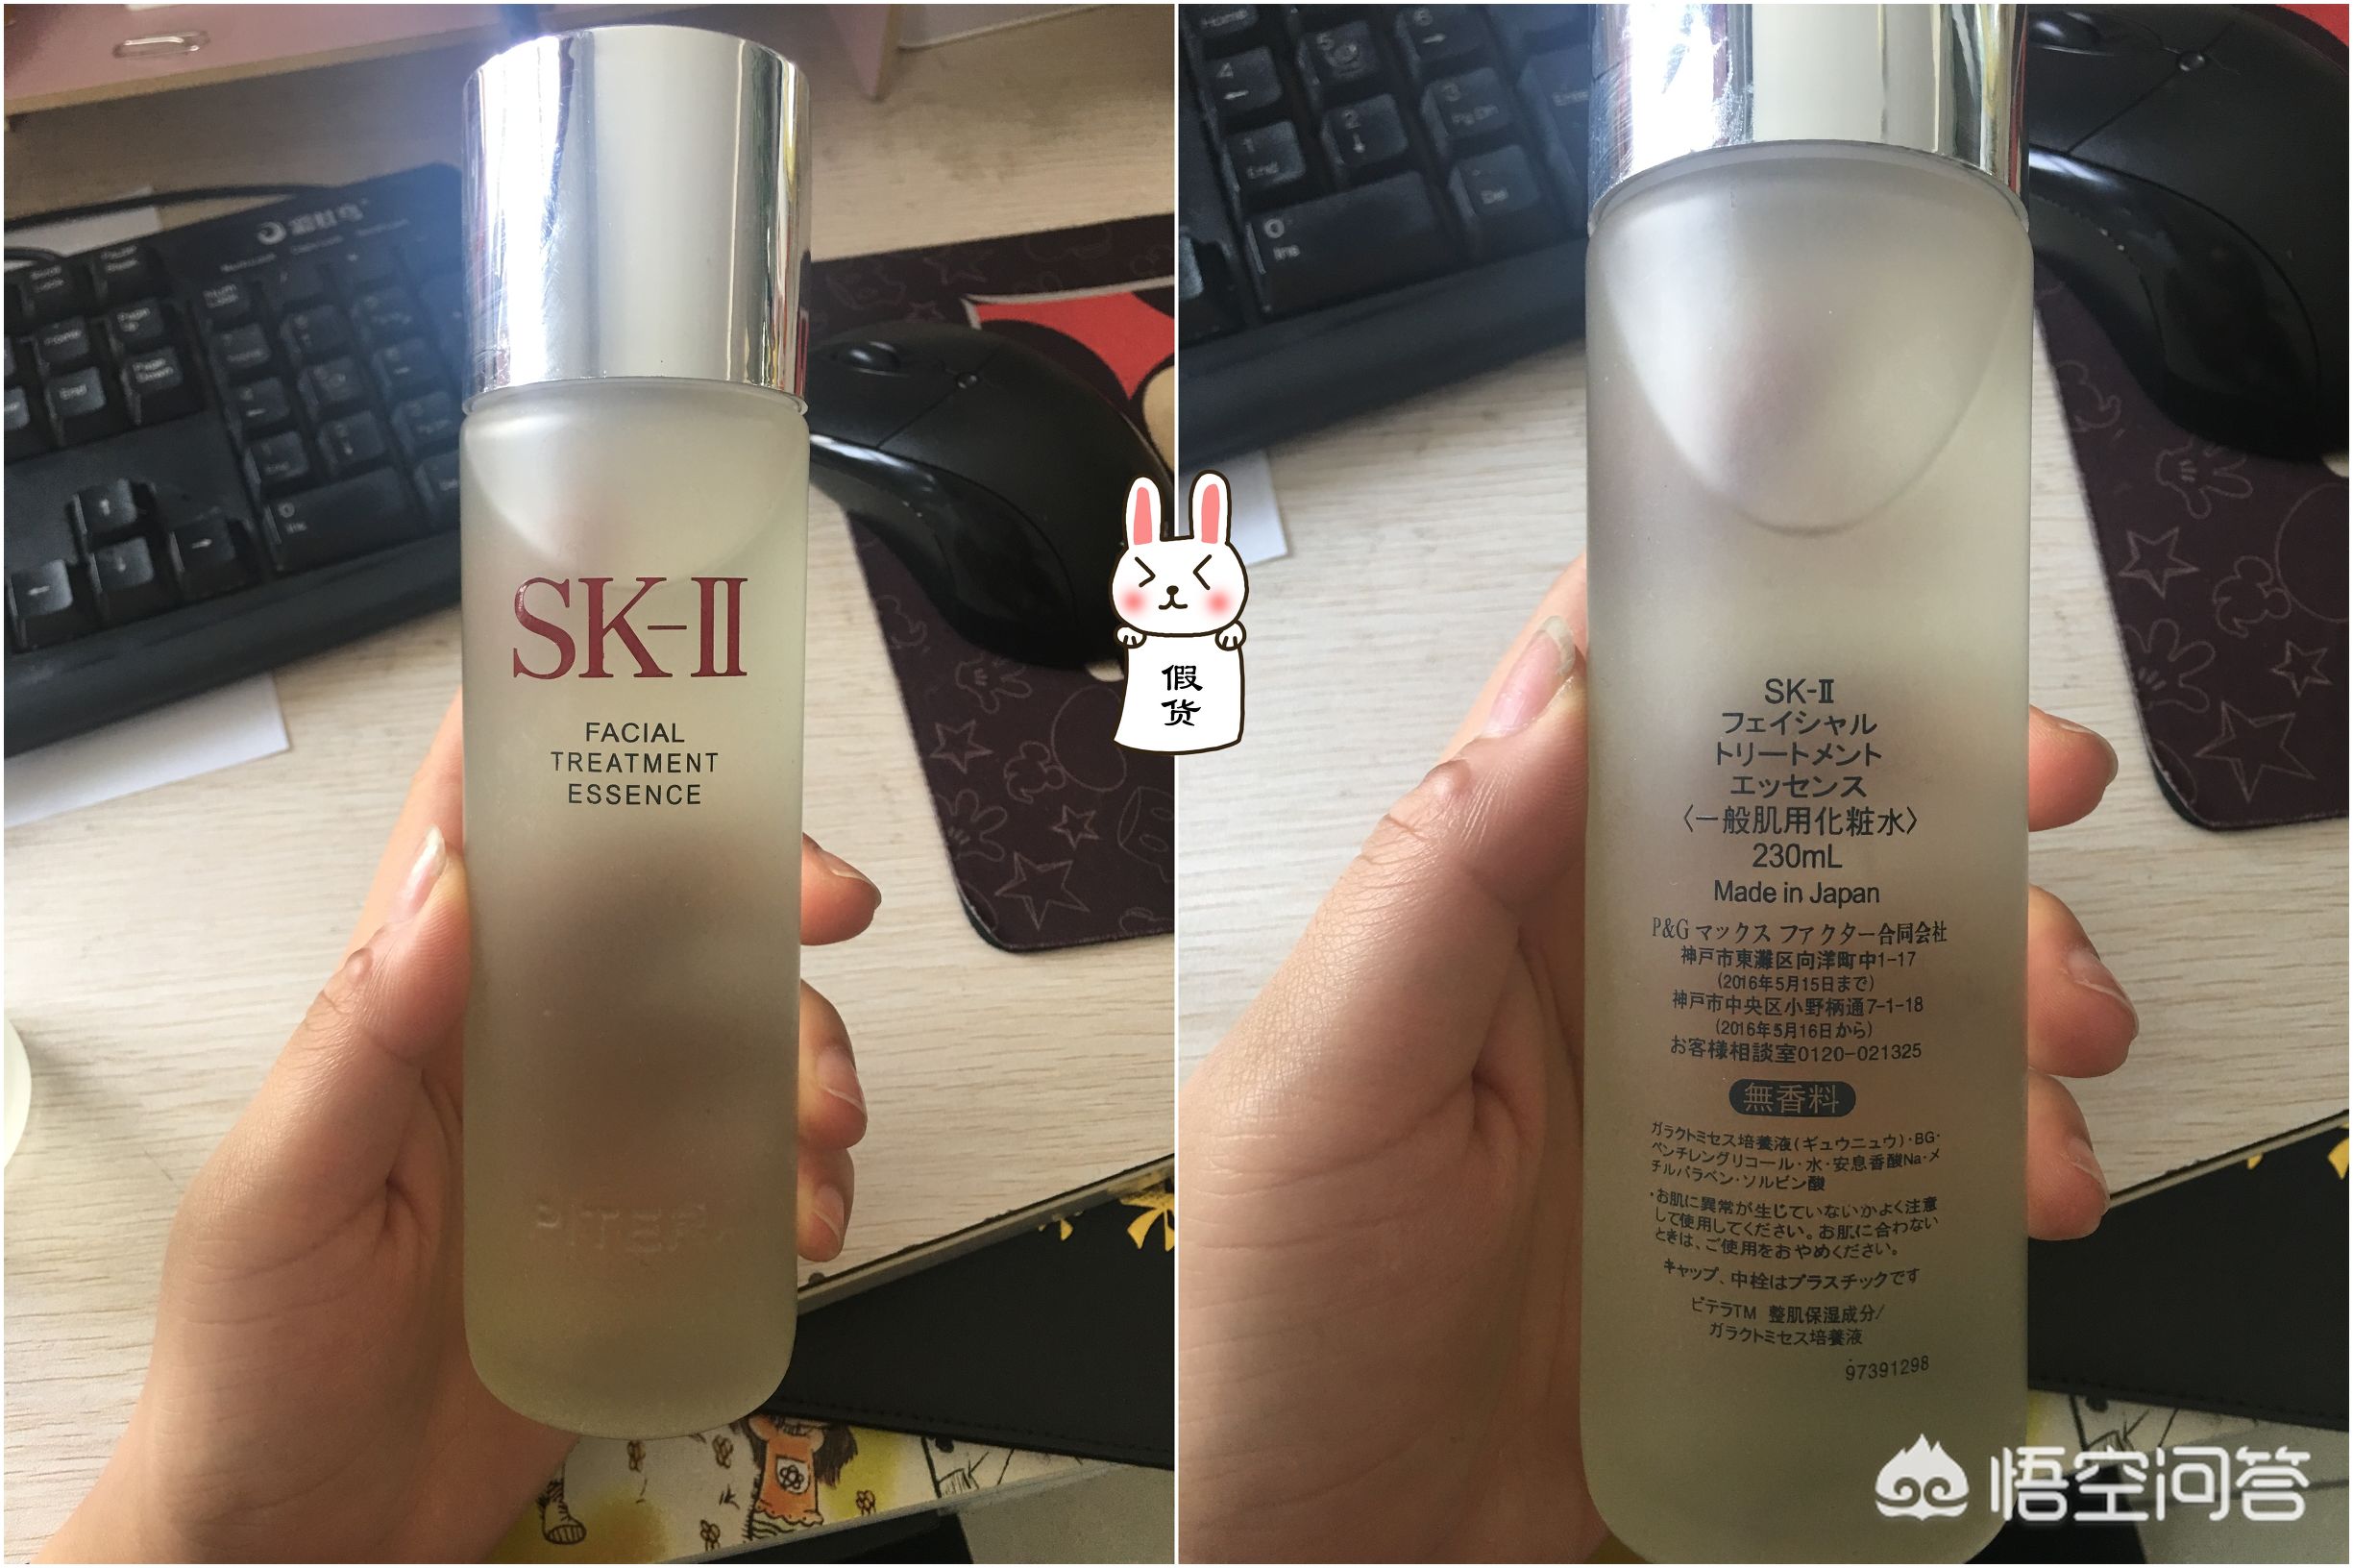 SK-II
FACIAL
TREATMENT
ESSENCE
PITERA
假
货
SK-II
フェイシャル
トリートメント
エッセンス
〈一般肌用化粧水〉
230mL
Made in Japan
P&G マックス ファクター合同会社
神戸市東灘区向洋町中1-17
(2016年5月15日まで)
神戸市中央区小野柄通7-1-18
(2016年5月16日から)
お客様相談室0120-021325
無香料
ガラクトミセス培養液(ギュウニュウ)・BG・
ペンチレングリコール・水・安息香酸Na・メ
チルパラベン・ソルビン酸
・お肌に異常が生じていないかよく注意
して使用してください。お肌に合わない
ときは、ご使用をおやめください。
キャップ、中栓はプラスチックです
ピテラTM 整肌保湿成分/
ガラクトミセス培養液
97391298
悟空问答